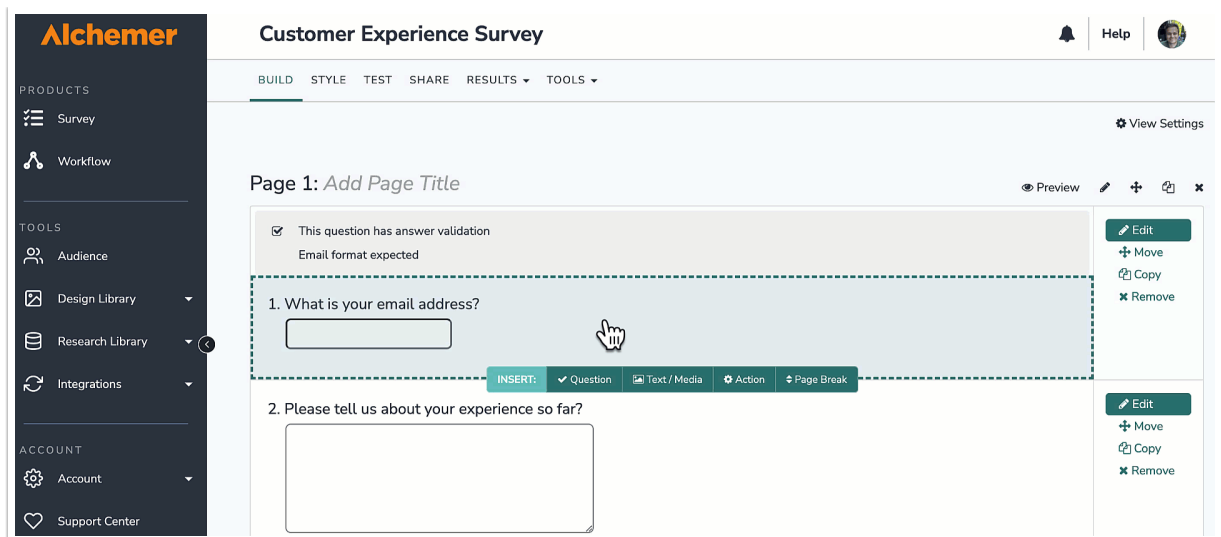 Alchemer
Customer Experience Survey
Help
BUILD STYLE TEST SHARE RESULTS TOOLS
PRODUCTS
Survey
Workflow
TOOLS
Audience
Design Library
Research Library
Integrations
ACCOUNT
Account
Support Center
View Settings
Page 1: Add Page Title
Preview
This question has answer validation
Email format expected
Edit
Move
Copy
Remove
1. What is your email address?
INSERT: Question Text / Media Action Page Break
2. Please tell us about your experience so far?
Edit
Move
Copy
Remove